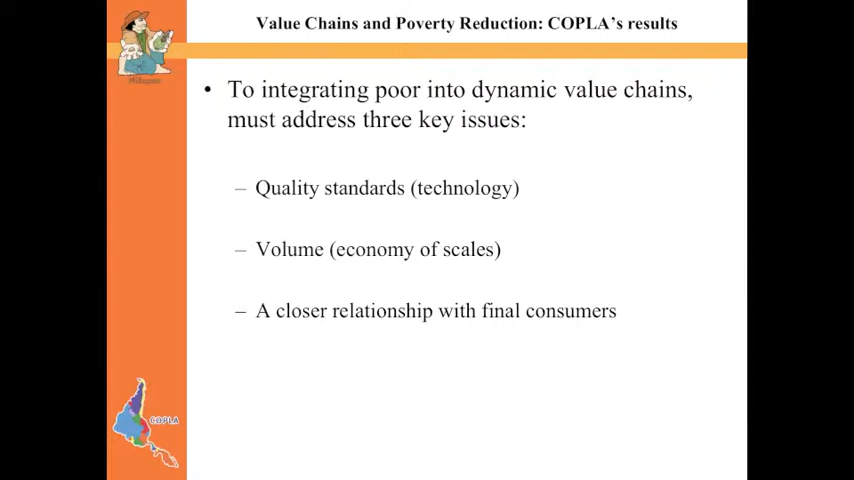 Value Chains and Poverty Reduction: COPLA's results
• To integrating poor into dynamic value chains,
must address three key issues:
– Quality standards (technology)
– Volume (economy of scales)
– A closer relationship with final consumers
COPLA